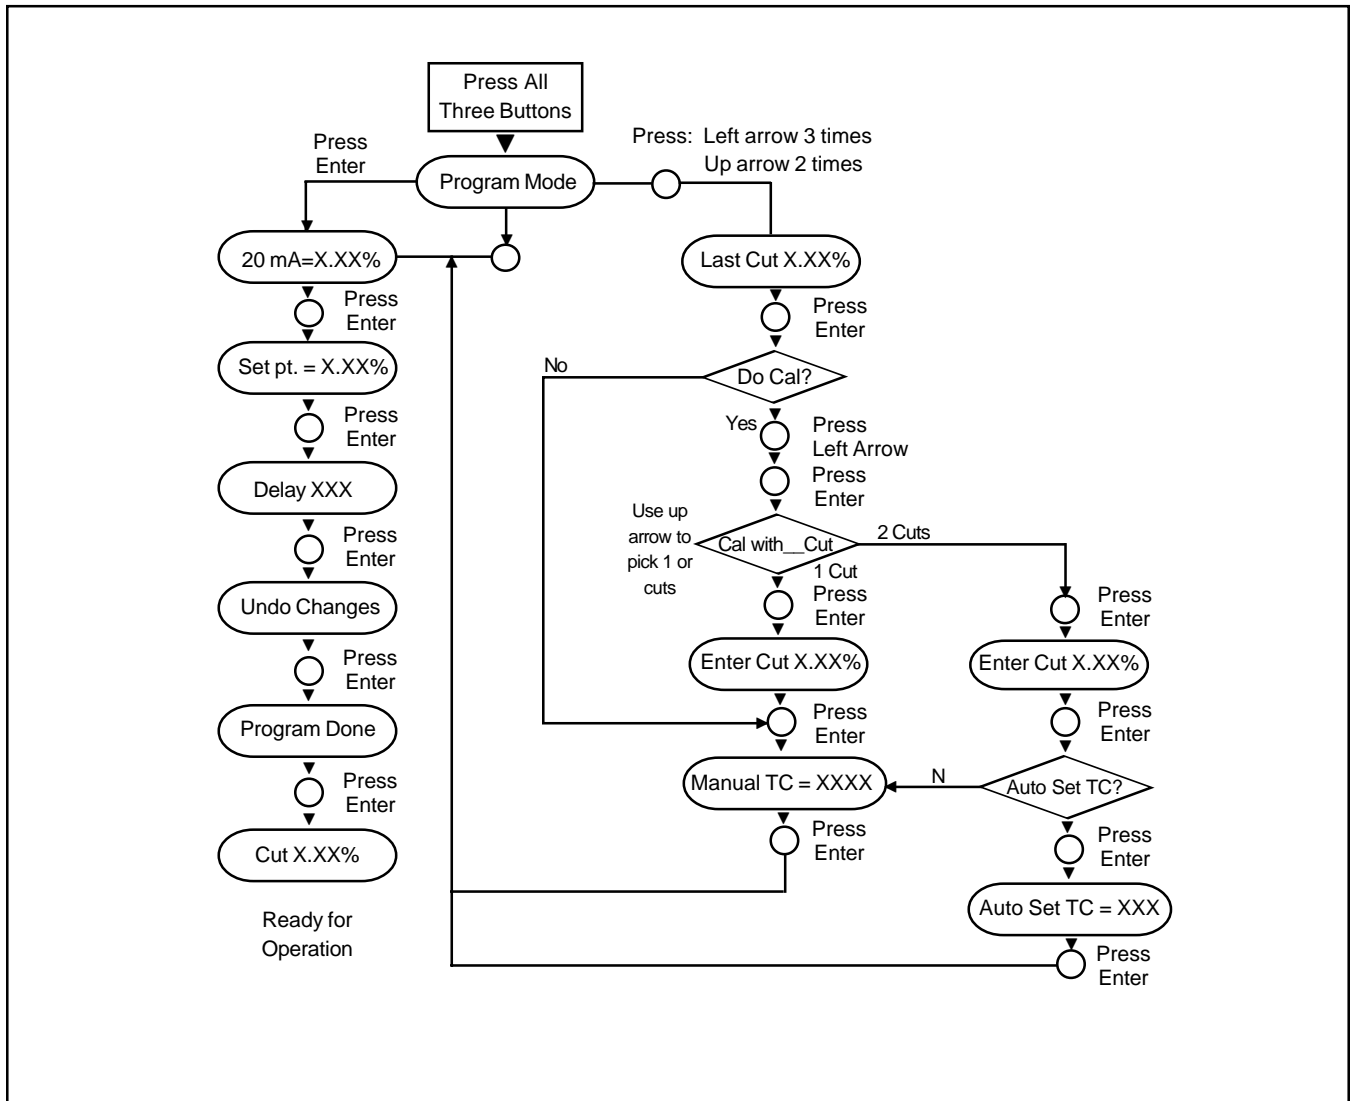 Press All
Three Buttons
Press
Enter
Press: Left arrow 3 times
Up arrow 2 times
Program Mode
20 mA=X.XX%
Press
Enter
Set pt. = X.XX%
Press
Enter
Delay XXX
Press
Enter
Undo Changes
Press
Enter
Program Done
Press
Enter
Cut X.XX%
Ready for
Operation
Last Cut X.XX%
Press
Enter
Do Cal?
No
Yes
Press
Left Arrow
Press
Enter
Use up
arrow to
pick 1 or
cuts
Cal with__Cut
2 Cuts
1 Cut
Press
Enter
Enter Cut X.XX%
Press
Enter
Manual TC = XXXX
Press
Enter
Press
Enter
Enter Cut X.XX%
Press
Enter
Auto Set TC?
N
Press
Enter
Auto Set TC = XXX
Press
Enter